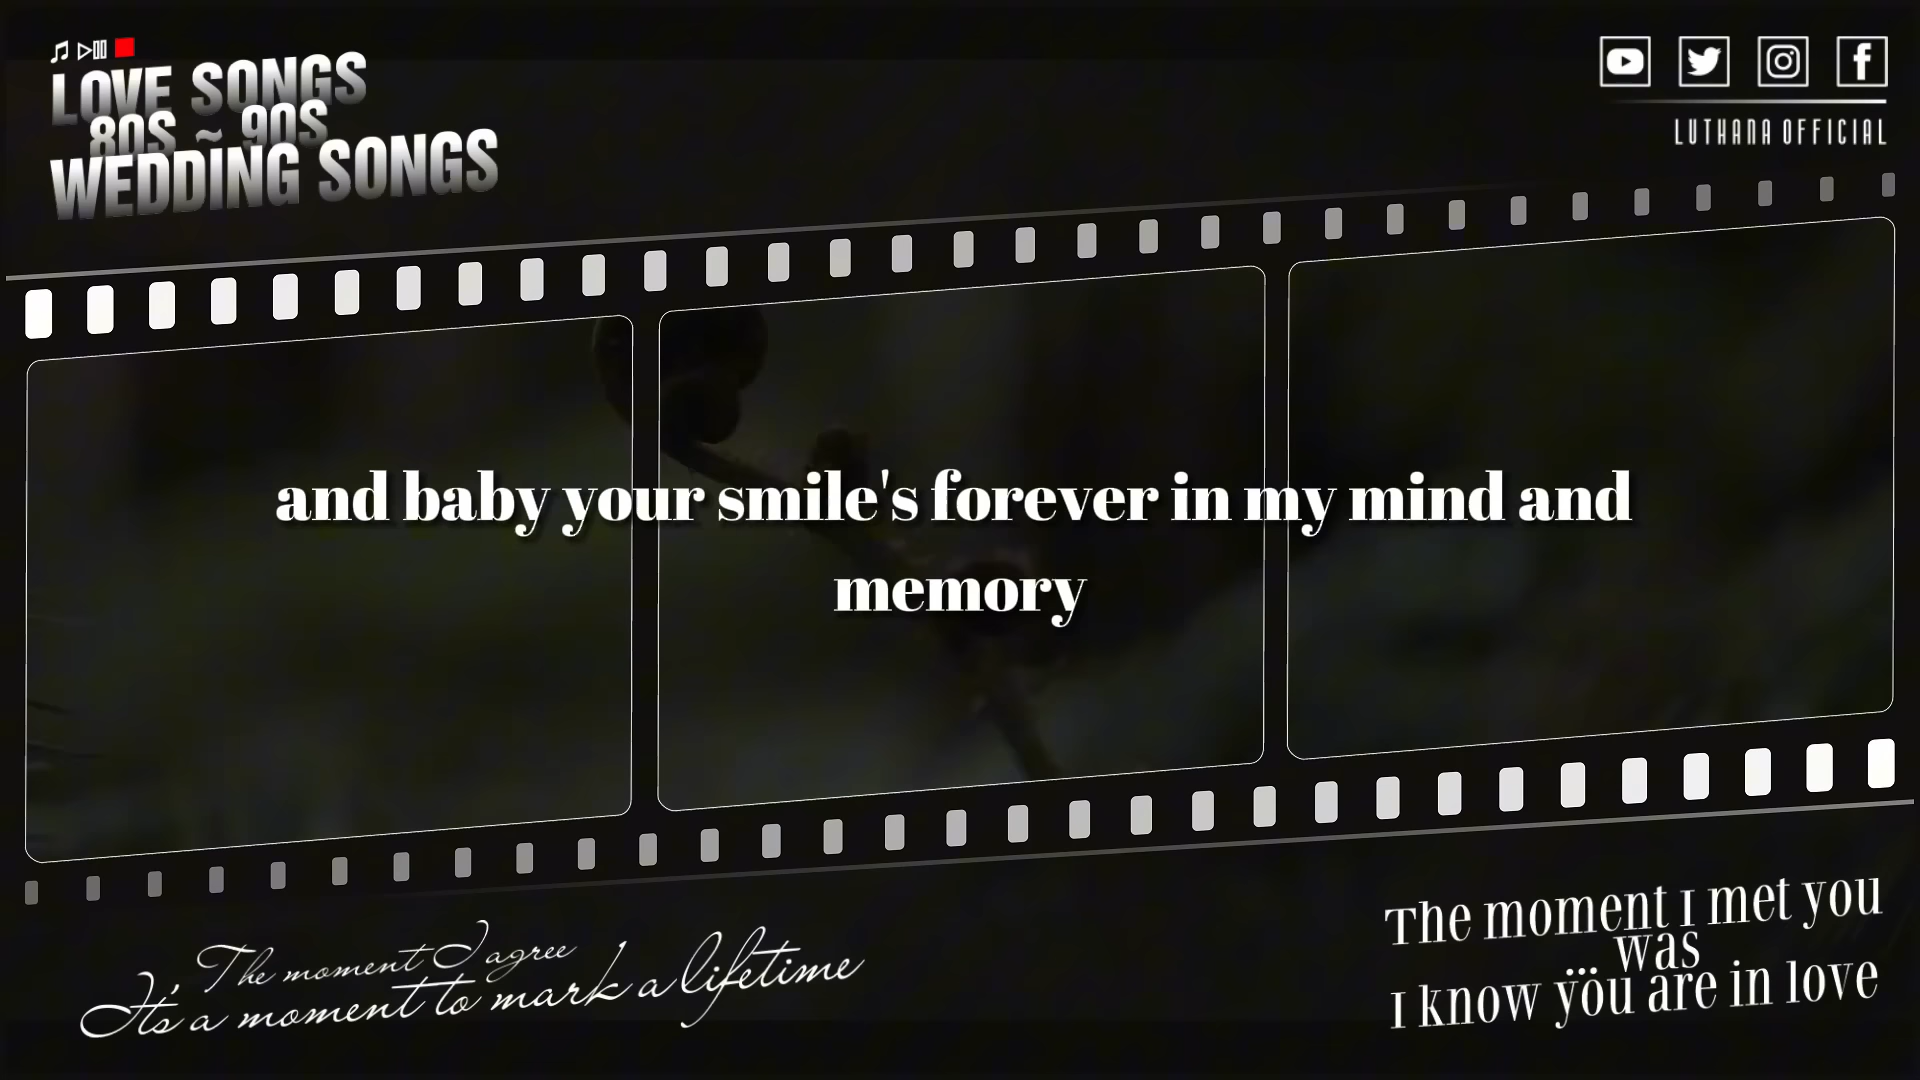 LOVE SONGS
80S ~ 90S
WEDDING SONGS
LUTHANA OFFICIAL
and baby your smile's forever in my mind and
memory
The moment I agree
It's a moment to mark a lifetime
The moment I met you
was
I know you are in love